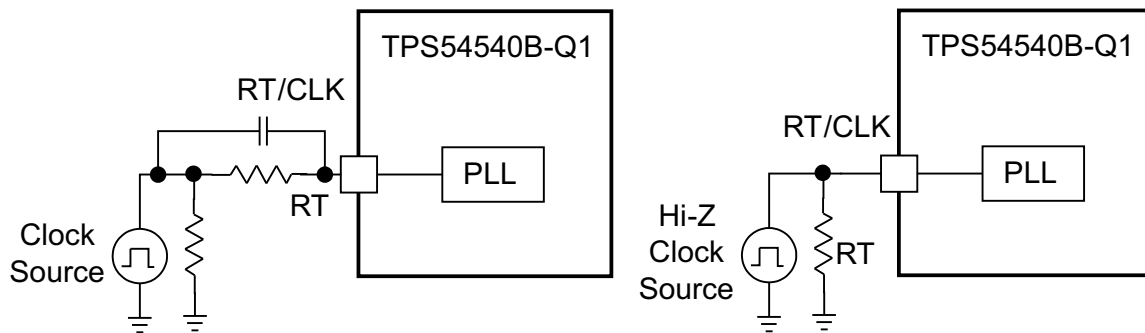 TPS54540B-Q1
RT/CLK
PLL
RT
Clock
Source
TPS54540B-Q1
RT/CLK
PLL
Hi-Z
Clock
Source
RT